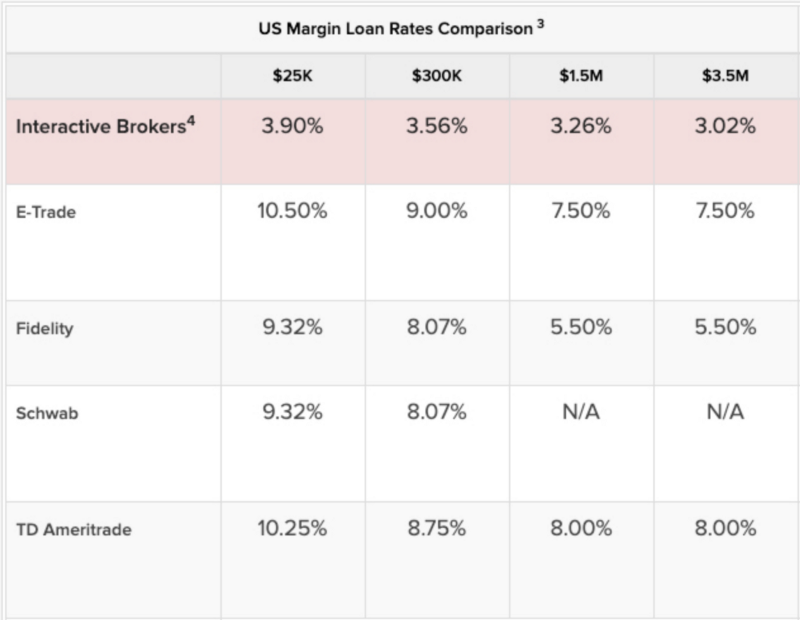 US Margin Loan Rates Comparison 3
$25K $300K $1.5M $3.5M
Interactive Brokers4 3.90% 3.56% 3.26% 3.02%
E-Trade 10.50% 9.00% 7.50% 7.50%
Fidelity 9.32% 8.07% 5.50% 5.50%
Schwab 9.32% 8.07% N/A N/A
TD Ameritrade 10.25% 8.75% 8.00% 8.00%